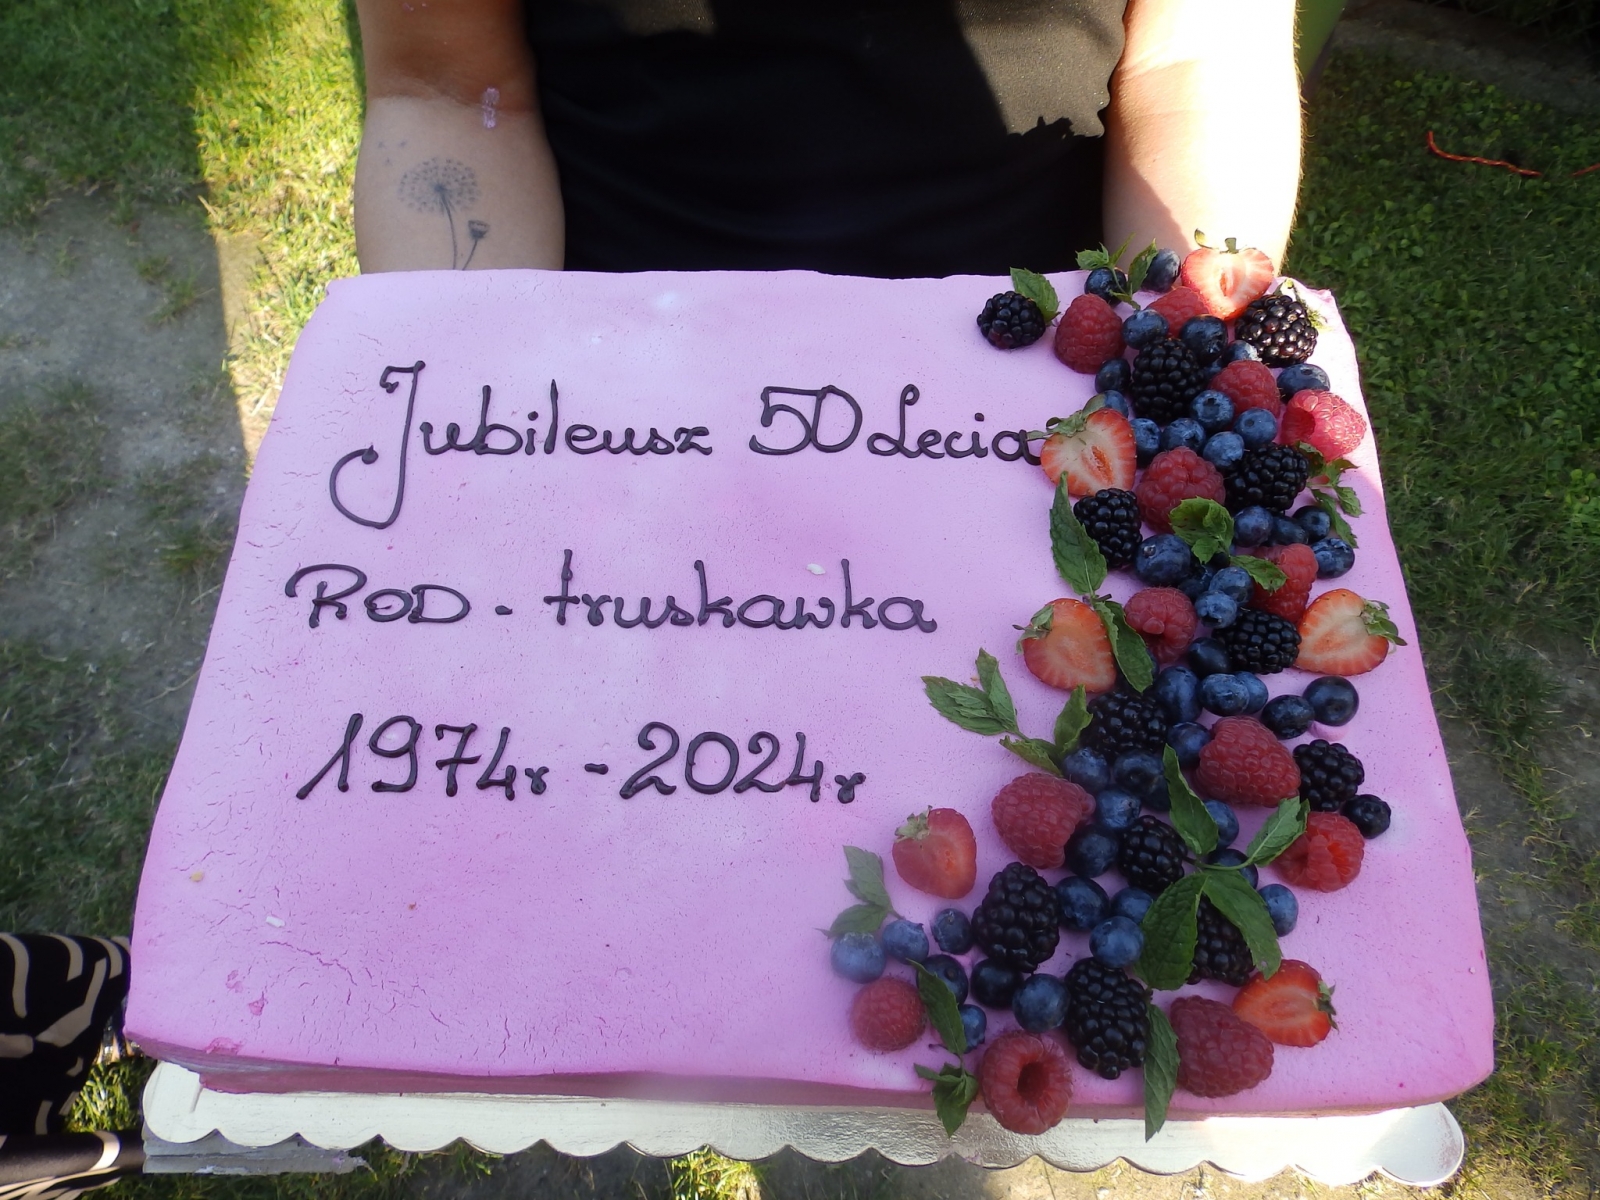 Jubileusz 50 Lecia
ROD - truskawka
1974r - 2024r